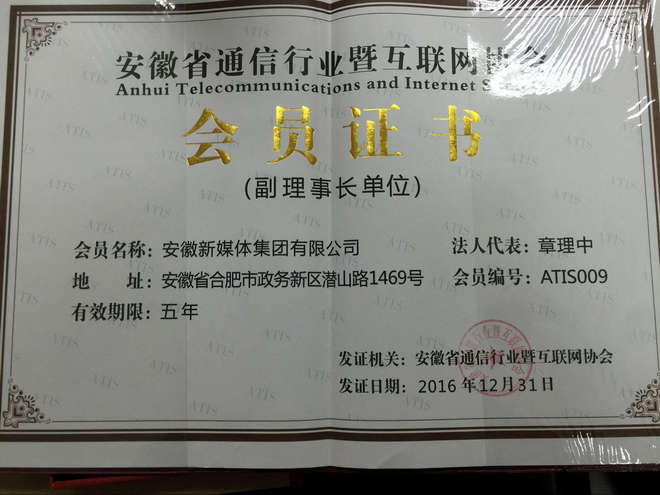 安徽省通信行业暨互联网协会
Anhui Telecommunications and Internet
会员证书
(副理事长单位)
会员名称：安徽新媒体集团有限公司 法人代表：章理中
地 址：安徽省合肥市政务新区潜山路1469号 会员编号：ATIS009
有效期限：五年
发证机关：安徽省通信行业暨互联网协会
发证日期：2016年12月31日